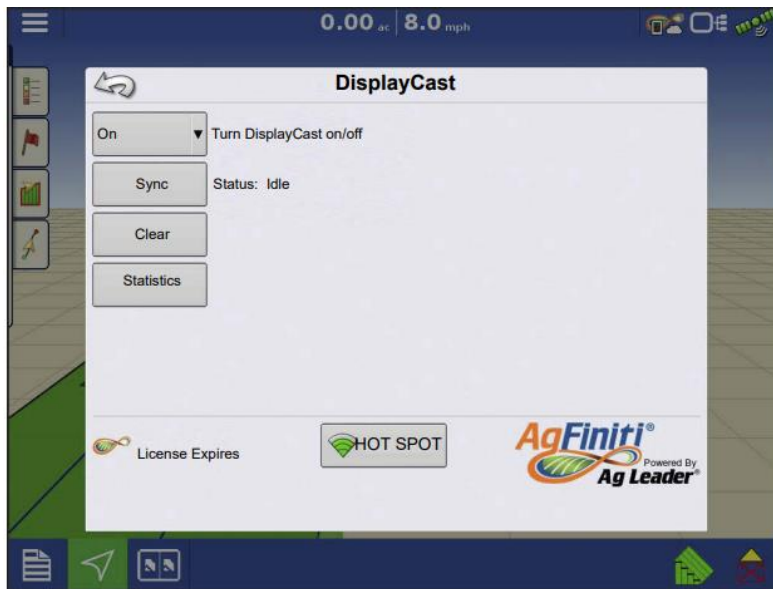 0.00 ac 8.0 mph
DisplayCast
On Turn DisplayCast on/off
Sync Status: Idle
Clear
Statistics
License Expires
HOT SPOT
AgFiniti®
Powered By
Ag Leader®